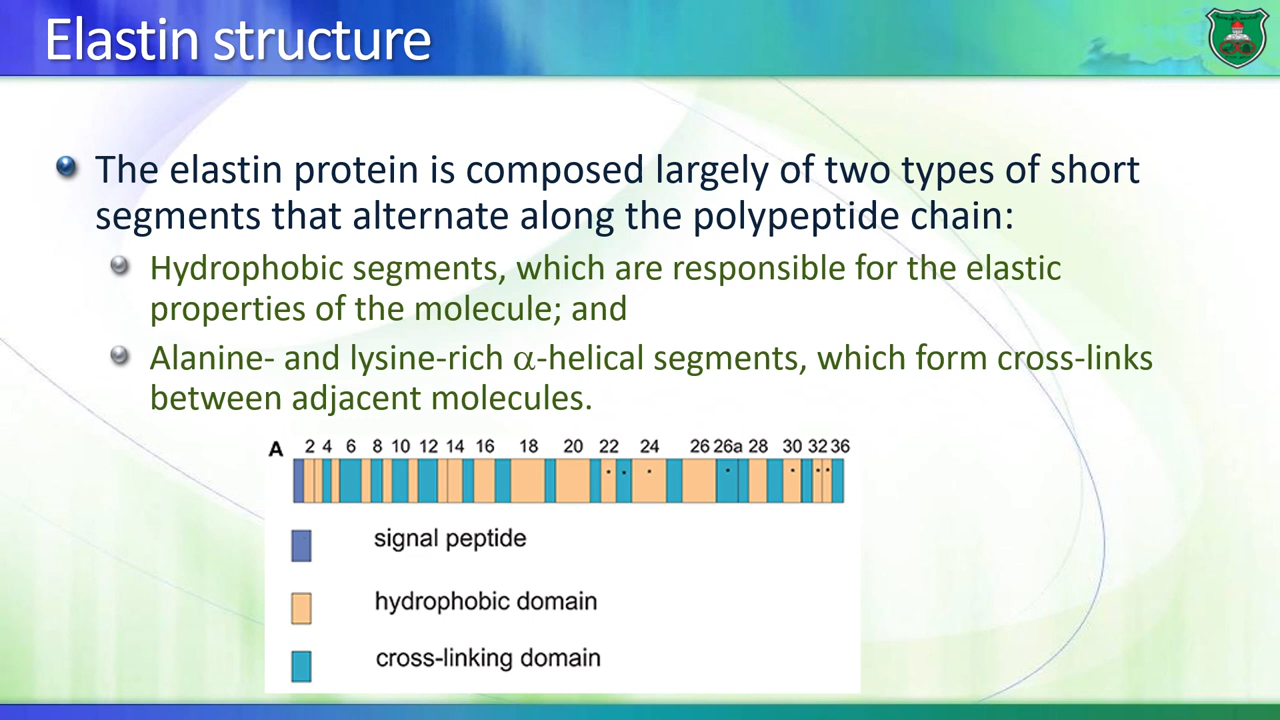 Elastin structure
The elastin protein is composed largely of two types of short
segments that alternate along the polypeptide chain:
Hydrophobic segments, which are responsible for the elastic
properties of the molecule; and
Alanine- and lysine-rich α-helical segments, which form cross-links
between adjacent molecules.
A 2 4 6 8 10 12 14 16 18 20 22 24 26 26a 28 30 32 36
signal peptide
hydrophobic domain
cross-linking domain